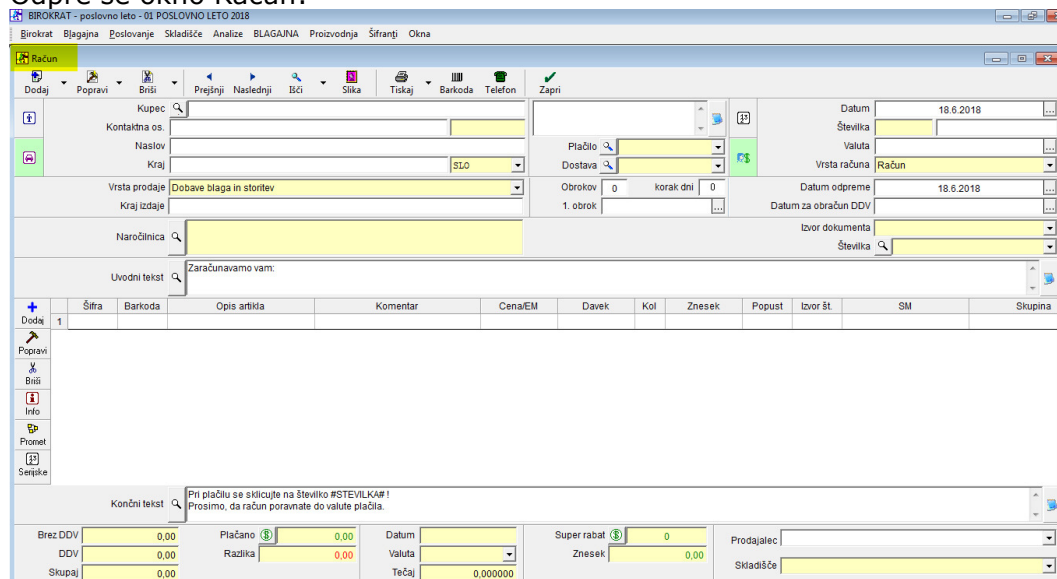 Odpre se okno Račun:
BIROKRAT - poslovno leto - 01 POSLOVNO LETO 2018
Birokrat Blagajna Poslovanje Skladišče Analize BLAGAJNA Proizvodnja Šifranti Okna
Račun
Dodaj Popravi Briši Prejšnji Naslednji Išči Slika Tiskaj Barkoda Telefon Zapri
Kupec Datum 18.6.2018 ...
Kontaktna os. Številka
Naslov Plačilo Valuta ...
Kraj SLO Dostava Vrsta računa Račun
Vrsta prodaje Dobave blaga in storitev Obrokov 0 korak dni 0 Datum odpreme 18.6.2018 ...
Kraj izdaje 1. obrok ... Datum za obračun DDV ...
Naročilnica Izvor dokumenta
Številka
Uvodni tekst Zaračunavamo vam:
Dodaj Šifra Barkoda Opis artikla Komentar Cena/EM Davek Kol Znesek Popust Izvor št. SM Skupina
1
Popravi
Briši
Info
Promet
Serijske
Končni tekst Pri plačilu se sklicujte na številko #STEVILKA# !
Prosimo, da račun poravnate do valute plačila.
Brez DDV 0,00 Plačano 0,00 Datum Super rabat 0 Prodajalec
DDV 0,00 Razlika 0,00 Valuta Znesek 0,00
Skupaj 0,00 Tečaj 0,000000 Skladišče